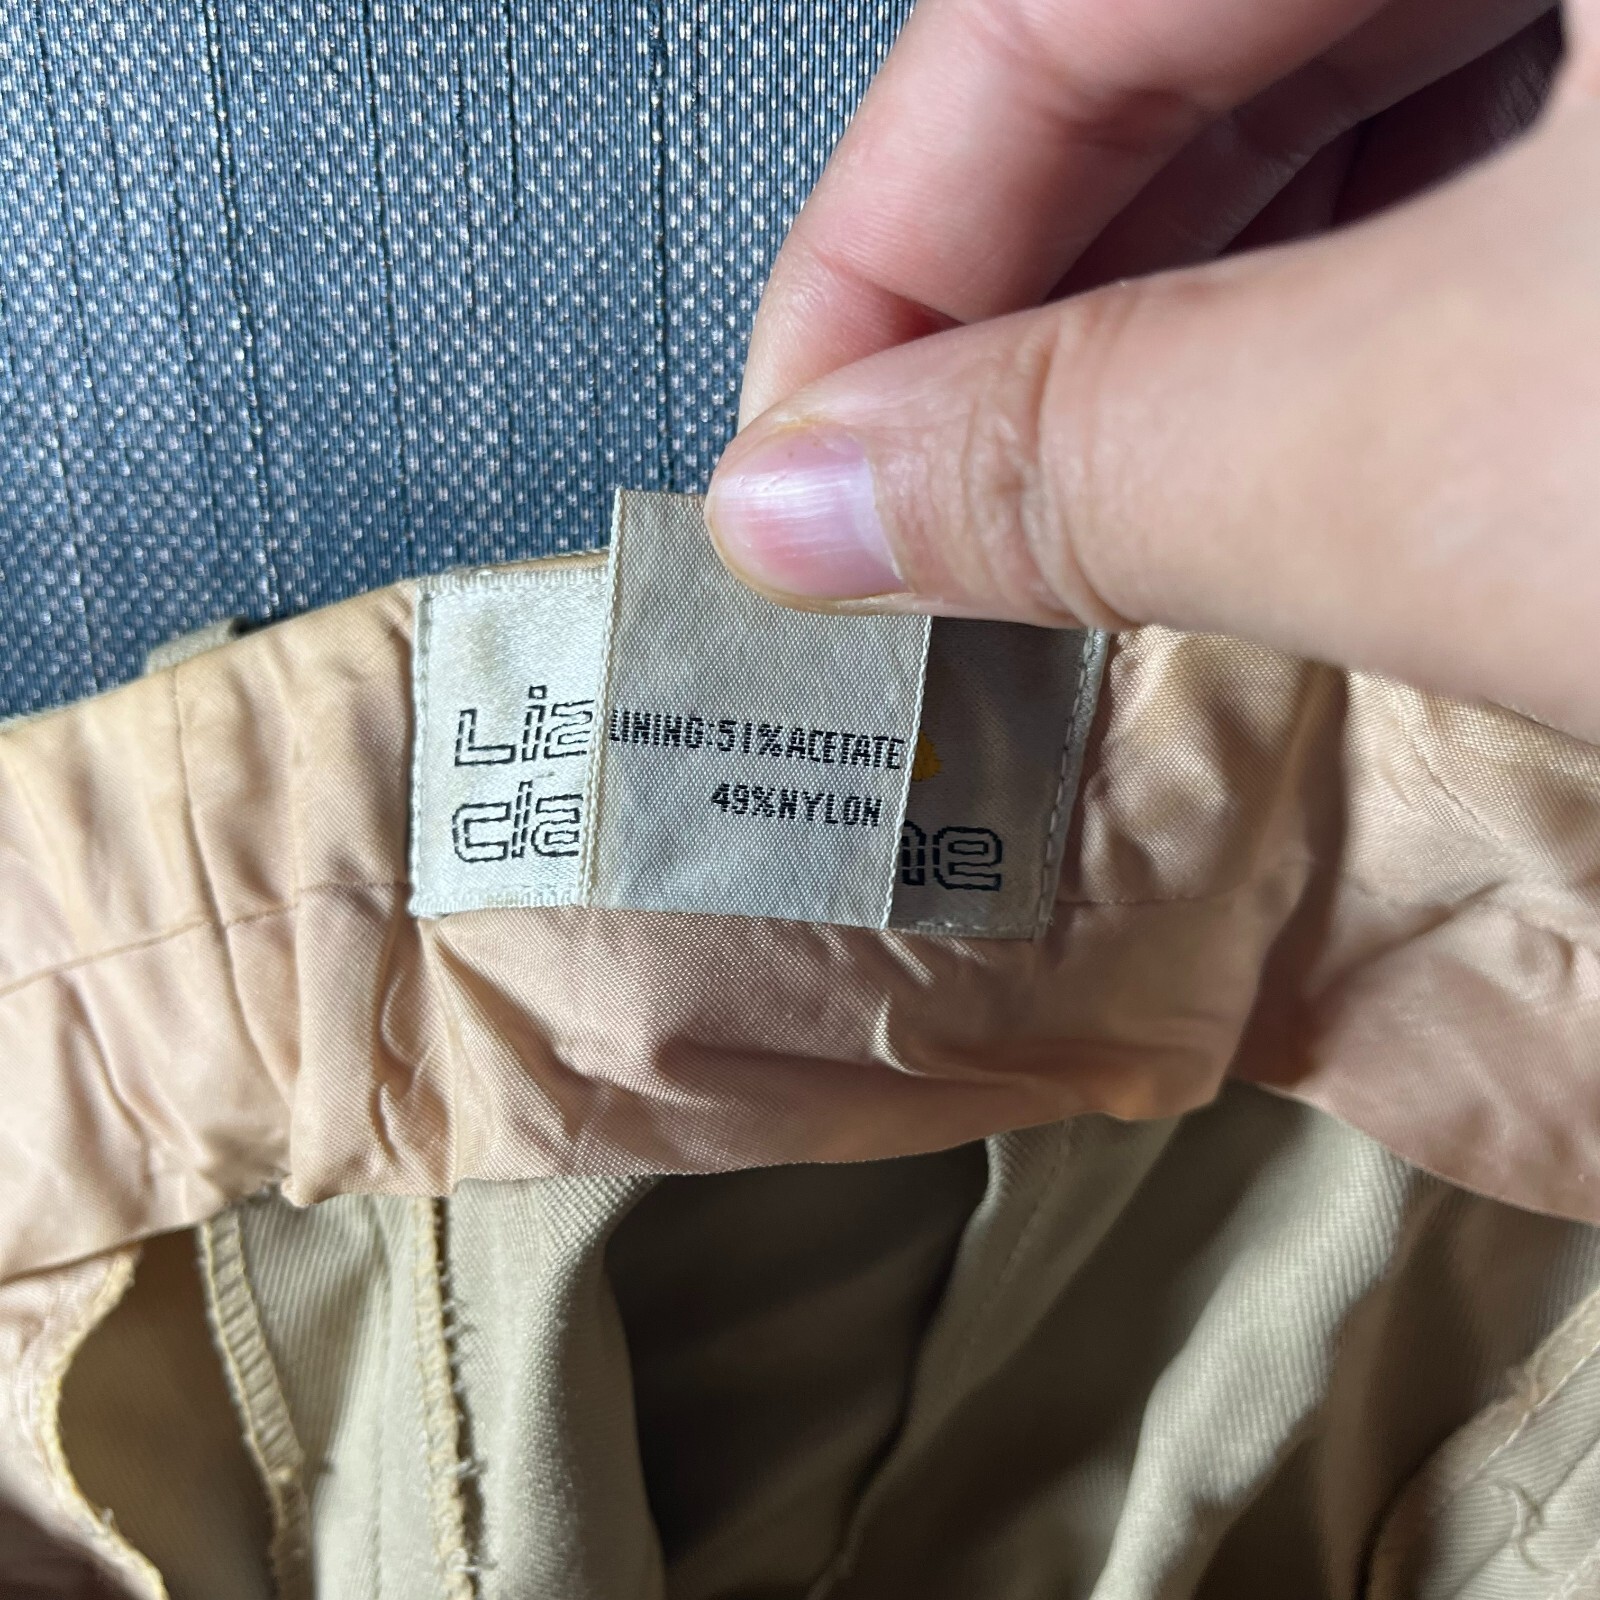 Liz
LINING:51%ACETATE
49%NYLON
cla ne